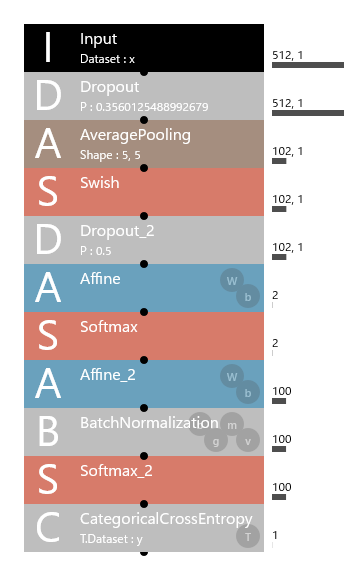 I Input 512, 1
Dataset : x
D Dropout 512, 1
P : 0.3560125488992679
A AveragePooling 102, 1
Shape : 5, 5
S Swish 102, 1
D Dropout_2 102, 1
P : 0.5
A Affine W b 2
S Softmax 2
A Affine_2 W b 100
B BatchNormalization m g v 100
S Softmax_2 100
C CategoricalCrossEntropy T 1
T.Dataset : y